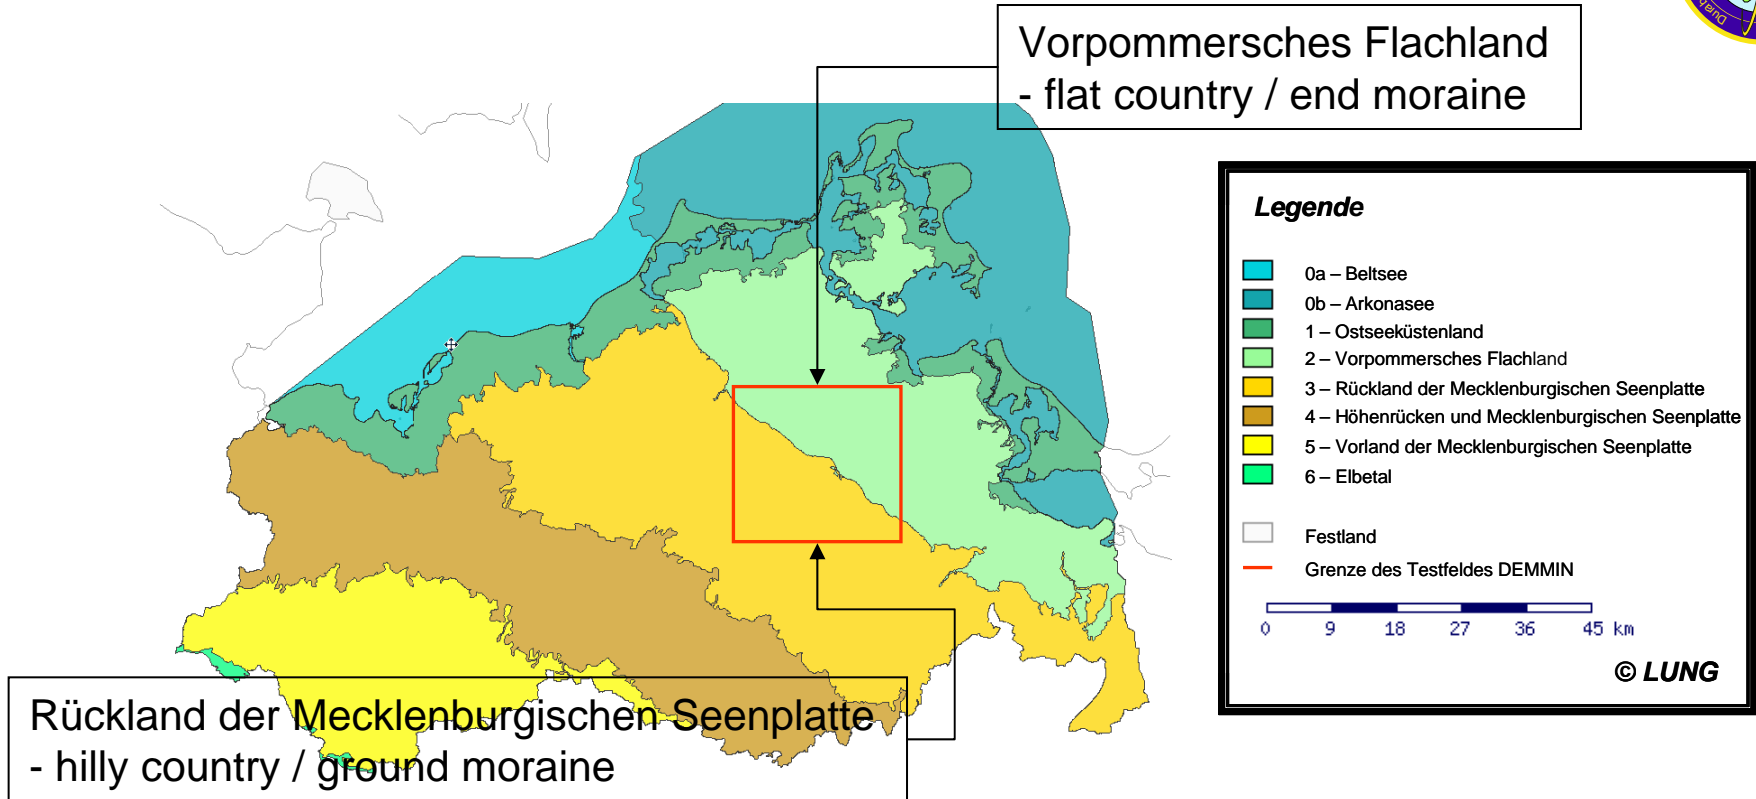 Vorpommersches Flachland
- flat country / end moraine
Legende
0a – Beltsee
0b – Arkonasee
1 – Ostseeküstenland
2 – Vorpommersches Flachland
3 – Rückland der Mecklenburgischen Seenplatte
4 – Höhenrücken und Mecklenburgischen Seenplatte
5 – Vorland der Mecklenburgischen Seenplatte
6 – Elbetal
Festland
Grenze des Testfeldes DEMMIN
0 9 18 27 36 45 km
© LUNG
Rückland der Mecklenburgischen Seenplatte
- hilly country / ground moraine